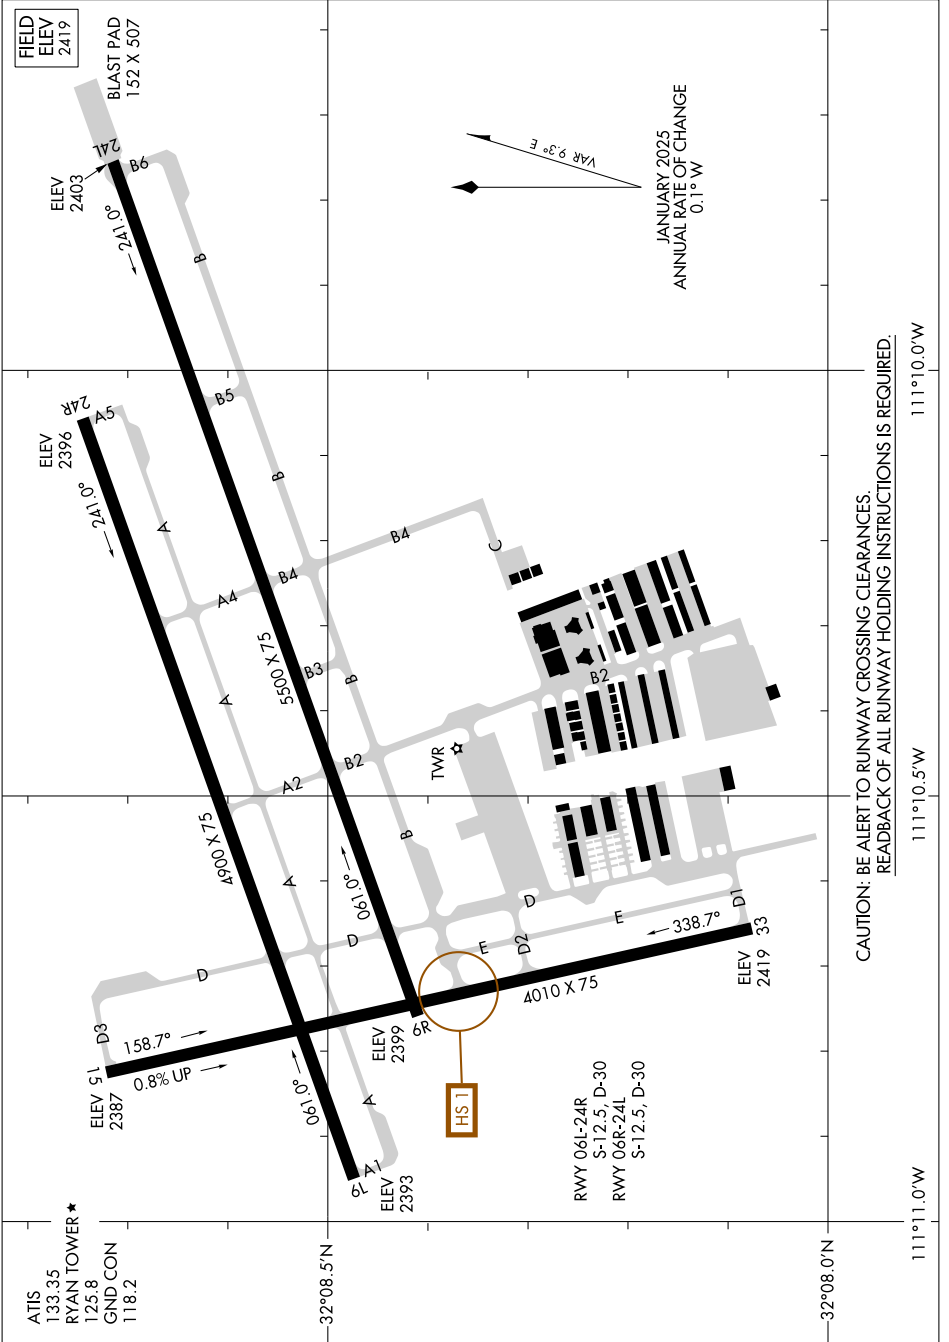 ATIS
133.35
RYAN TOWER★
125.8
GND CON
118.2
FIELD
ELEV
2419
BLAST PAD
152 X 507
24L
ELEV
2403
241.0°
B6
B
24R
A5
ELEV
2396
241.0°
B5
A
B
B4
A4
B4
C
5500 X 75
B3
A
B
B2
TWR
A2
B2
4900 X 75
A
B
061.0°
D
D
D
E
E
D2
D1
338.7°
33
ELEV
2419
4010 X 75
D3
158.7°
0.8% UP
15
ELEV
2387
ELEV
2399
6R
HS 1
061.0°
A
A1
6L
ELEV
2393
VAR 9.3° E
JANUARY 2025
ANNUAL RATE OF CHANGE
0.1° W
RWY 06L-24R
S-12.5, D-30
RWY 06R-24L
S-12.5, D-30
32°08.5'N
32°08.0'N
CAUTION: BE ALERT TO RUNWAY CROSSING CLEARANCES.
READBACK OF ALL RUNWAY HOLDING INSTRUCTIONS IS REQUIRED.
111°11.0'W
111°10.5'W
111°10.0'W